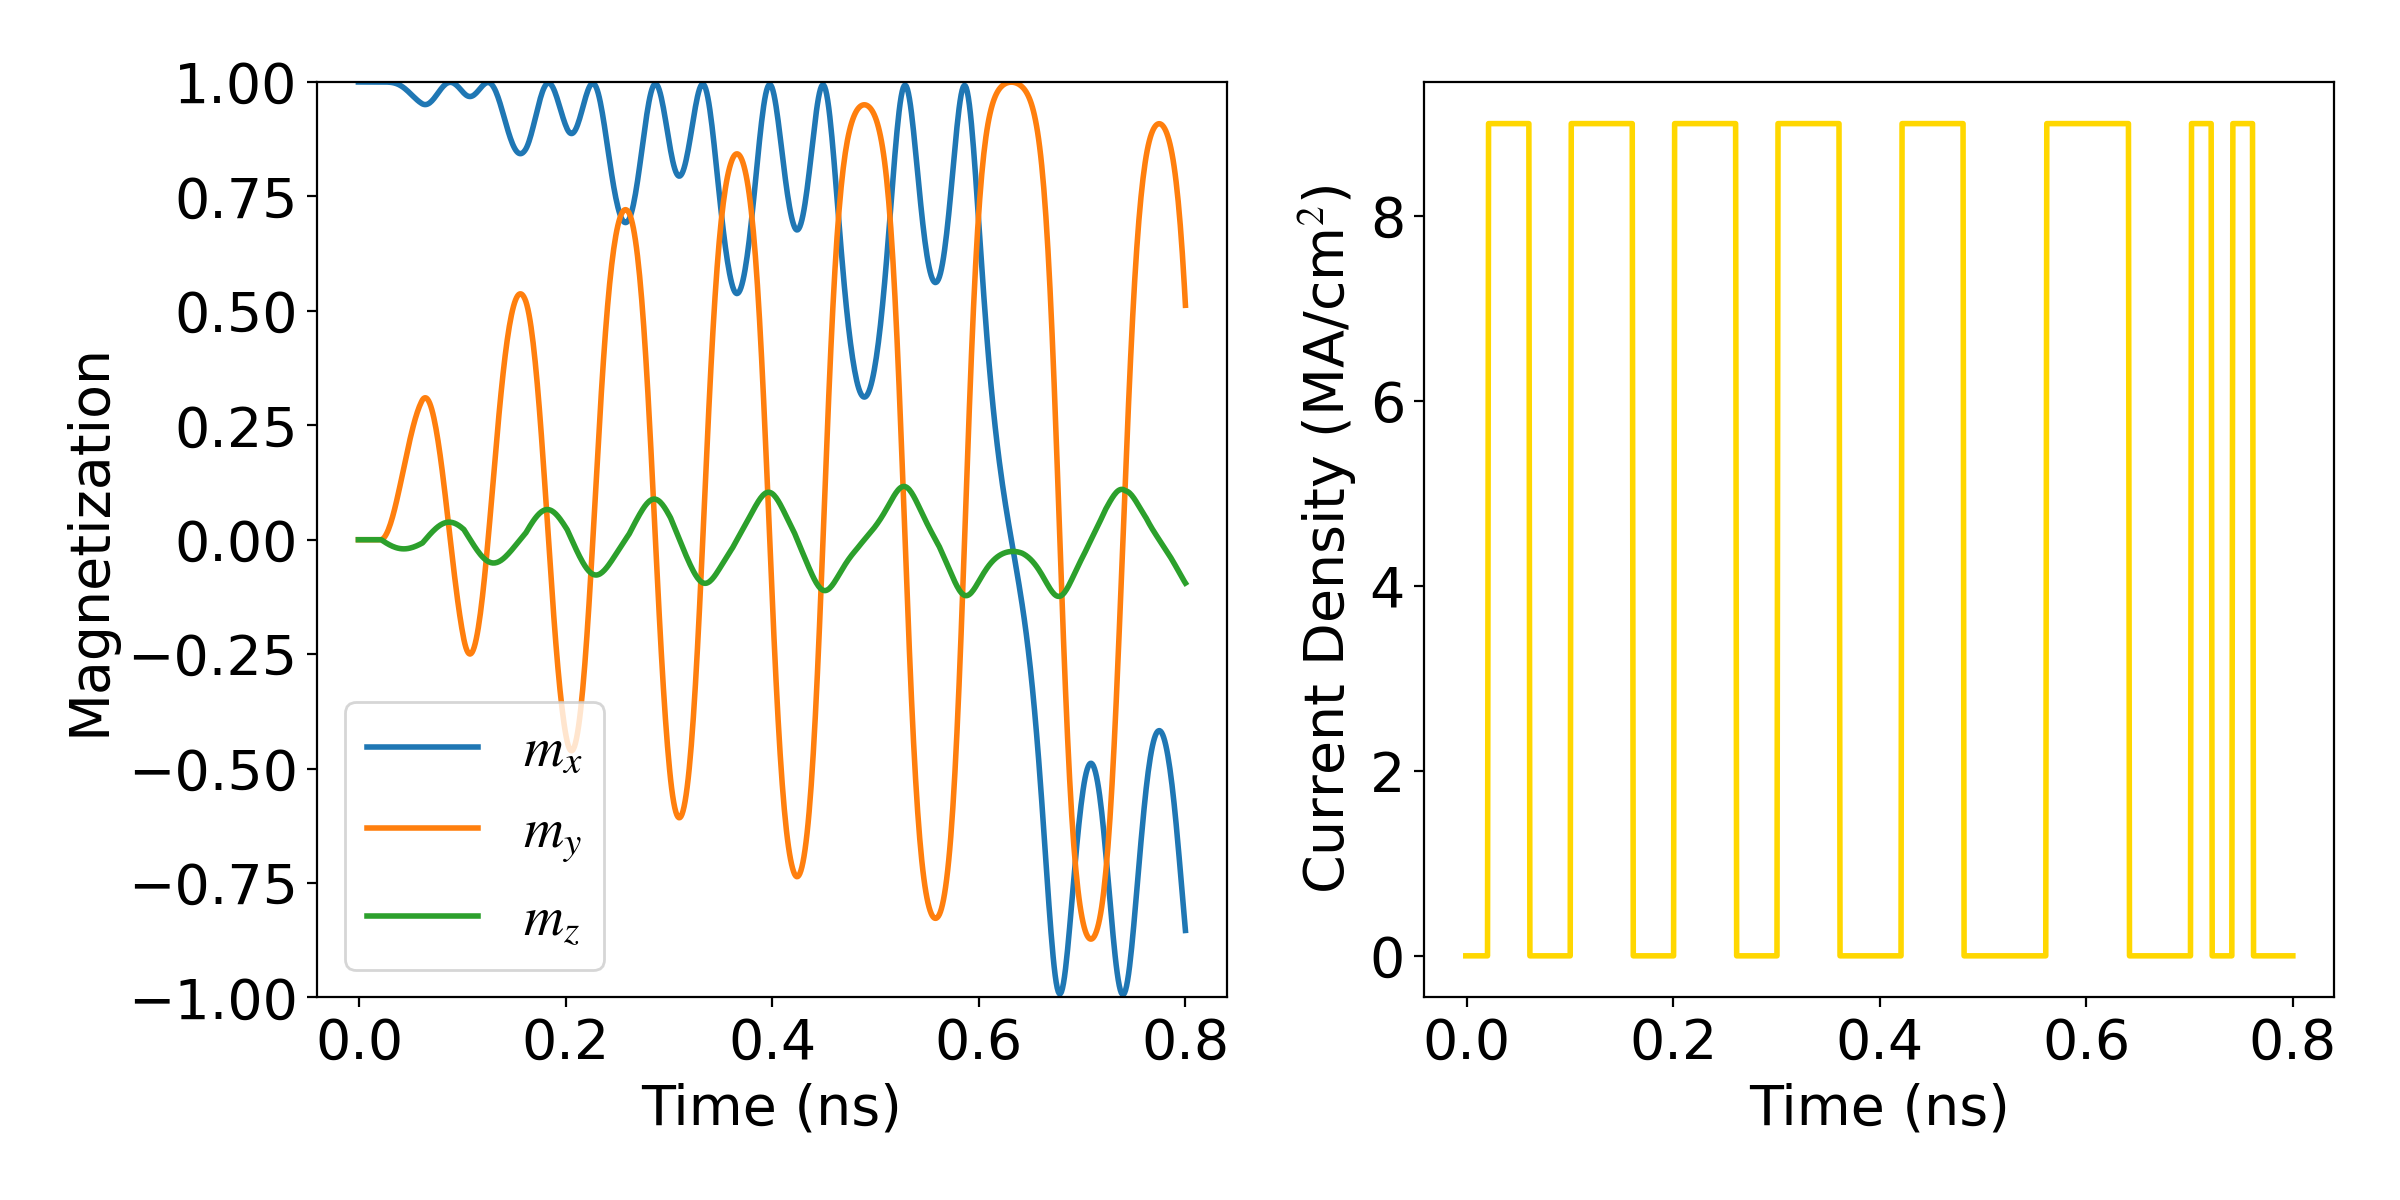 Magnetization
1.00
0.75
0.50
0.25
0.00
−0.25
−0.50
−0.75
−1.00
m_x
m_y
m_z
0.0 0.2 0.4 0.6 0.8
Time (ns)
Current Density (MA/cm²)
8
6
4
2
0
0.0 0.2 0.4 0.6 0.8
Time (ns)